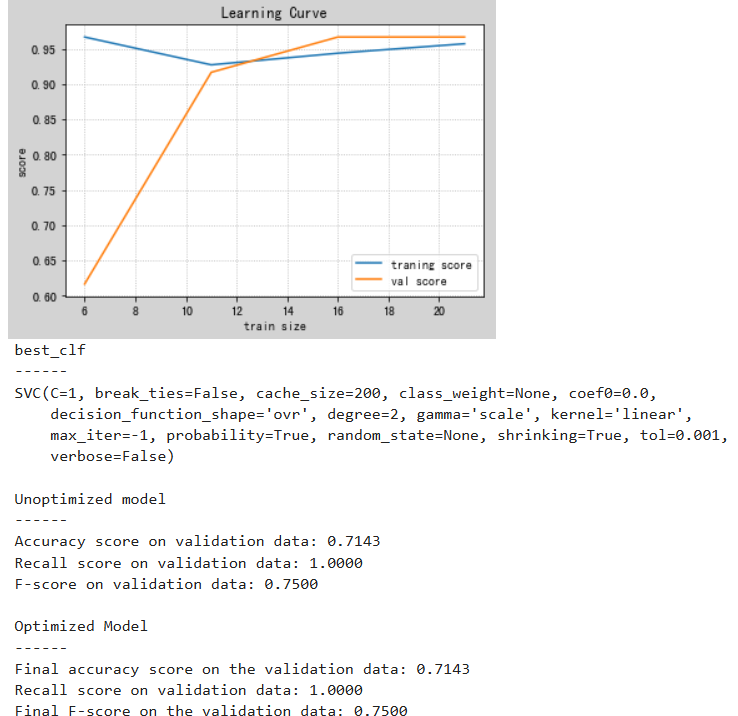 Learning Curve
0.95
0.90
0.85
0.80
0.75
0.70
0.65
0.60
score
traning score
val score
6 8 10 12 14 16 18 20
train size
best_clf
------
SVC(C=1, break_ties=False, cache_size=200, class_weight=None, coef0=0.0,
decision_function_shape='ovr', degree=2, gamma='scale', kernel='linear',
max_iter=-1, probability=True, random_state=None, shrinking=True, tol=0.001,
verbose=False)
Unoptimized model
------
Accuracy score on validation data: 0.7143
Recall score on validation data: 1.0000
F-score on validation data: 0.7500
Optimized Model
------
Final accuracy score on the validation data: 0.7143
Recall score on validation data: 1.0000
Final F-score on the validation data: 0.7500